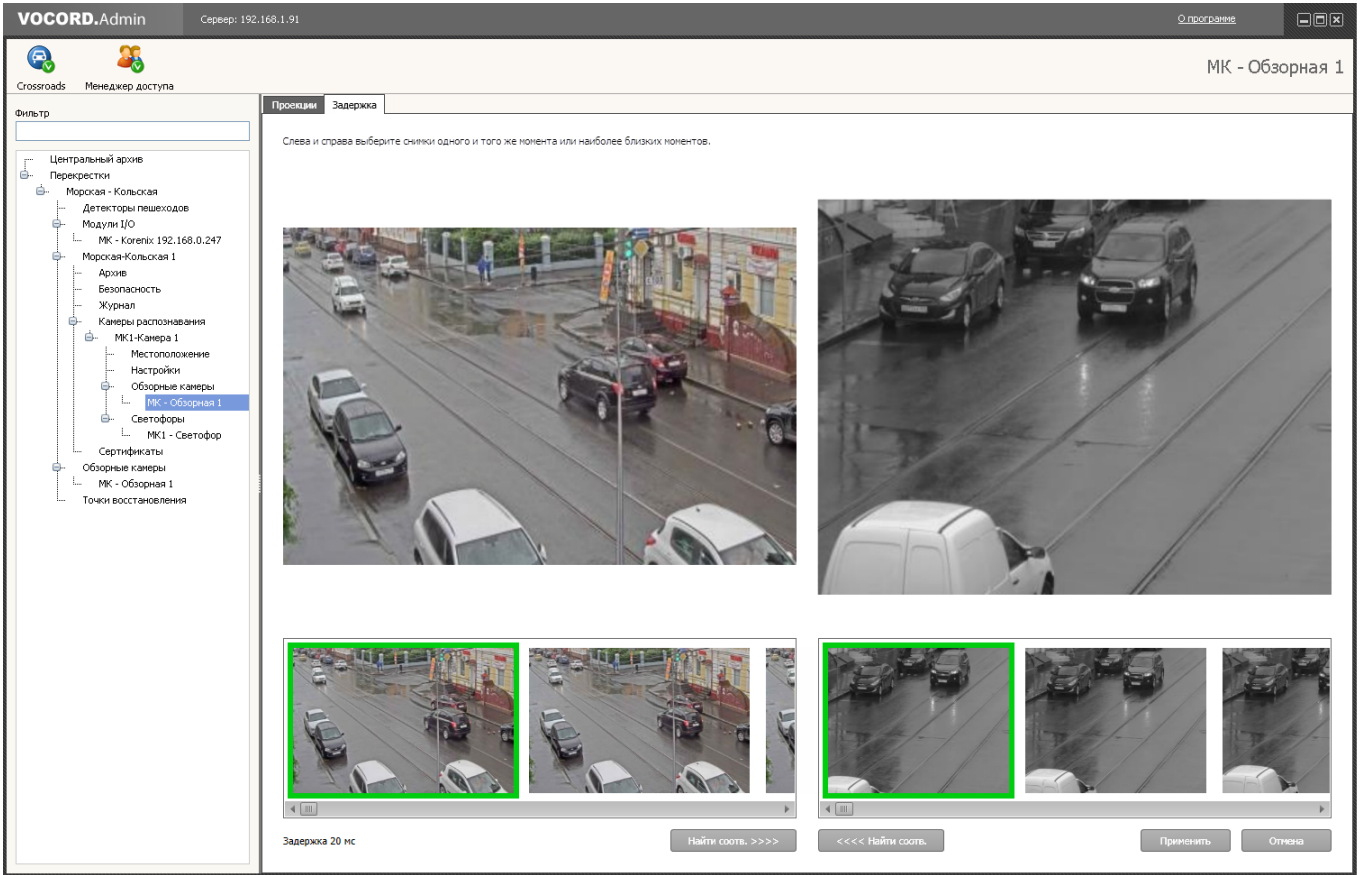 VOCORD.Admin
Сервер: 192.168.1.91
О программе
Crossroads
Менеджер доступа
МК - Обзорная 1
Фильтр
Проекции
Задержка
Слева и справа выберите снимки одного и того же момента или наиболее близких моментов.
Центральный архив
Перекрестки
Морская - Кольская
Детекторы пешеходов
Модули I/O
МК - Korenix 192.168.0.247
Морская-Кольская 1
Архив
Безопасность
Журнал
Камеры распознавания
МК1-Камера 1
Местоположение
Настройки
Обзорные камеры
МК - Обзорная 1
Светофоры
МК1 - Светофор
Сертификаты
Обзорные камеры
МК - Обзорная 1
Точки восстановления
Задержка 20 мс
Найти соотв. >>>>
<<<< Найти соотв.
Применить
Отмена